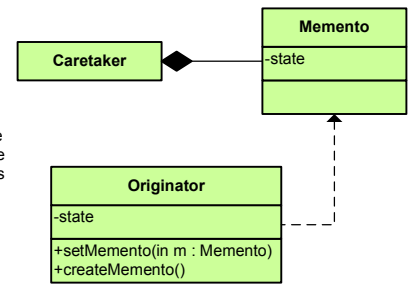 Memento
-state
Caretaker
Originator
-state
+setMemento(in m : Memento)
+createMemento()